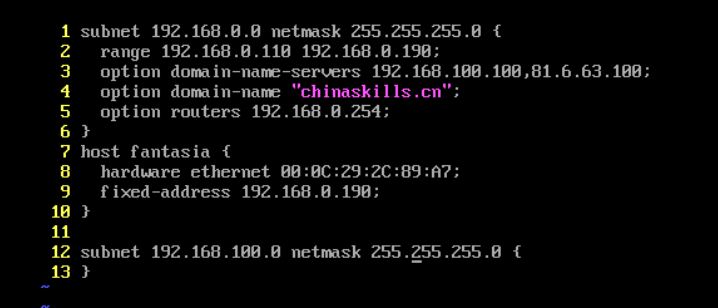 1 subnet 192.168.0.0 netmask 255.255.255.0 {
2   range 192.168.0.110 192.168.0.190;
3   option domain-name-servers 192.168.100.100,81.6.63.100;
4   option domain-name "chinaskills.cn";
5   option routers 192.168.0.254;
6 }
7 host fantasia {
8   hardware ethernet 00:0C:29:2C:89:A7;
9   fixed-address 192.168.0.190;
10 }
11
12 subnet 192.168.100.0 netmask 255.255.255.0 {
13 }
~
~